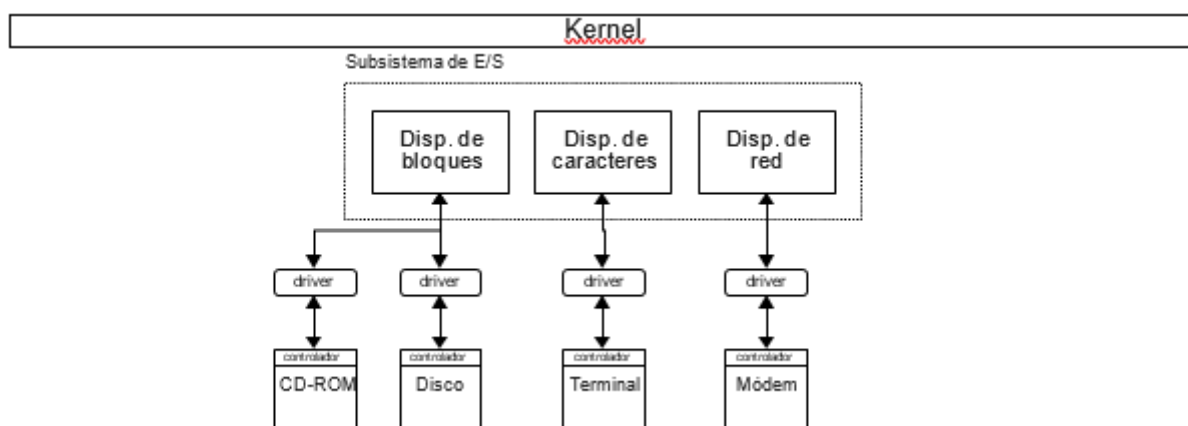 Kernel
Subsistema de E/S
Disp. de
bloques
Disp. de
caracteres
Disp. de
red
driver
driver
driver
driver
controlador
CD-ROM
controlador
Disco
controlador
Terminal
controlador
Módem